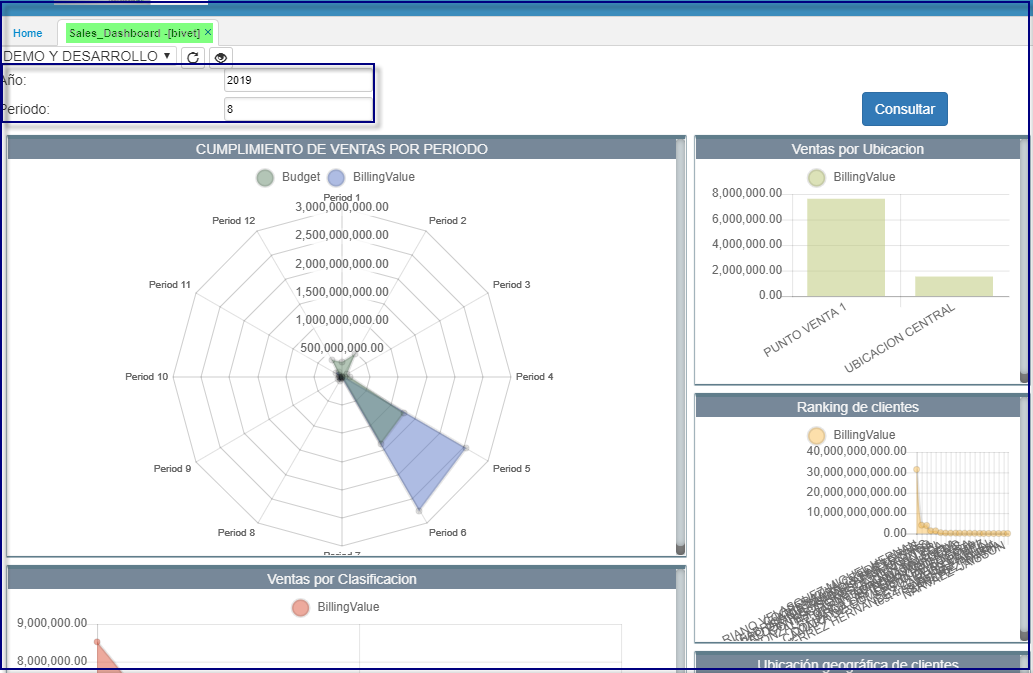 Home
Sales_Dashboard -[bivet] ×
DEMO Y DESARROLLO
Año:
2019
Periodo:
8
Consultar
CUMPLIMIENTO DE VENTAS POR PERIODO
Budget
BillingValue
Period 1
3,000,000,000.00
Period 12
Period 2
2,500,000,000.00
2,000,000,000.00
Period 11
Period 3
1,500,000,000.00
1,000,000,000.00
500,000,000.00
Period 10
Period 4
Period 9
Period 5
Period 8
Period 6
Period 7
Ventas por Ubicacion
BillingValue
8,000,000.00
6,000,000.00
4,000,000.00
2,000,000.00
0.00
PUNTO VENTA 1
UBICACION CENTRAL
Ranking de clientes
BillingValue
40,000,000,000.00
30,000,000,000.00
20,000,000,000.00
10,000,000,000.00
0.00
Ventas por Clasificacion
BillingValue
9,000,000.00
8,000,000.00
Ubicación geográfica de clientes